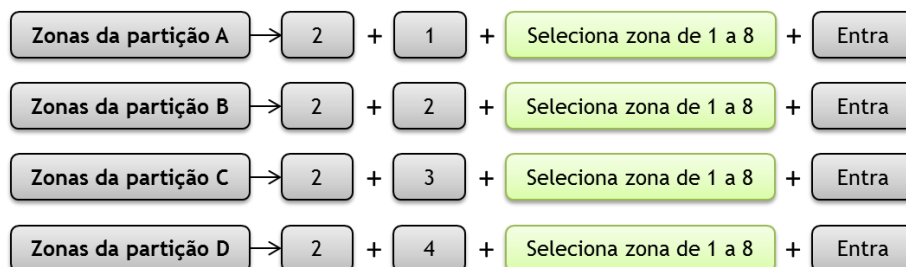 Zonas da partição A → 2 + 1 + Seleciona zona de 1 a 8 + Entra
Zonas da partição B → 2 + 2 + Seleciona zona de 1 a 8 + Entra
Zonas da partição C → 2 + 3 + Seleciona zona de 1 a 8 + Entra
Zonas da partição D → 2 + 4 + Seleciona zona de 1 a 8 + Entra